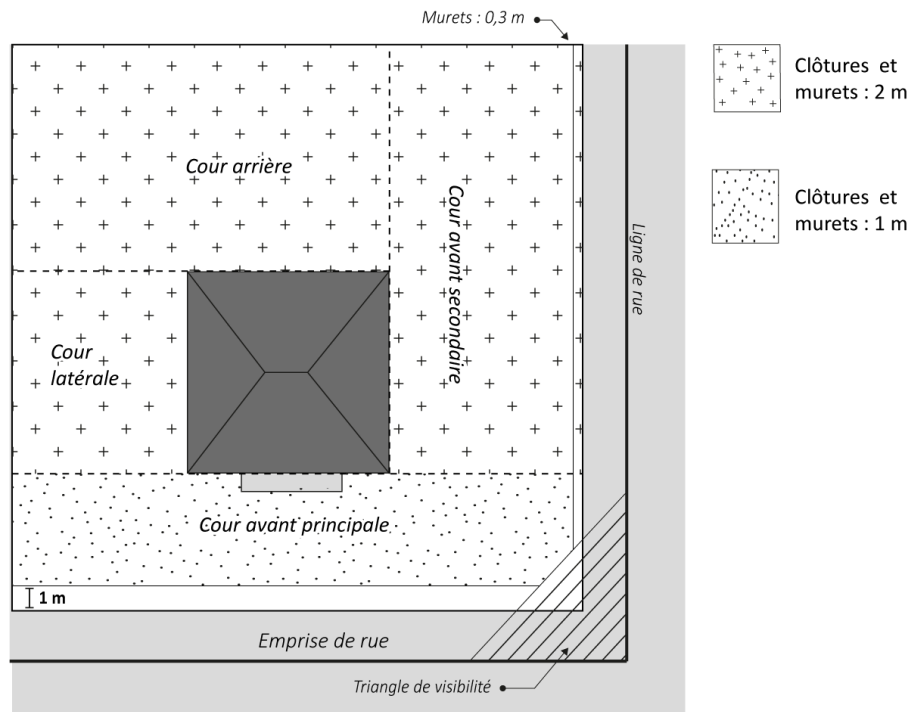 Murets : 0,3 m
Clôtures et
murets : 2 m
Cour arrière
Cour avant secondaire
Clôtures et
murets : 1 m
Ligne de rue
Cour
latérale
Cour avant principale
1 m
Emprise de rue
Triangle de visibilité